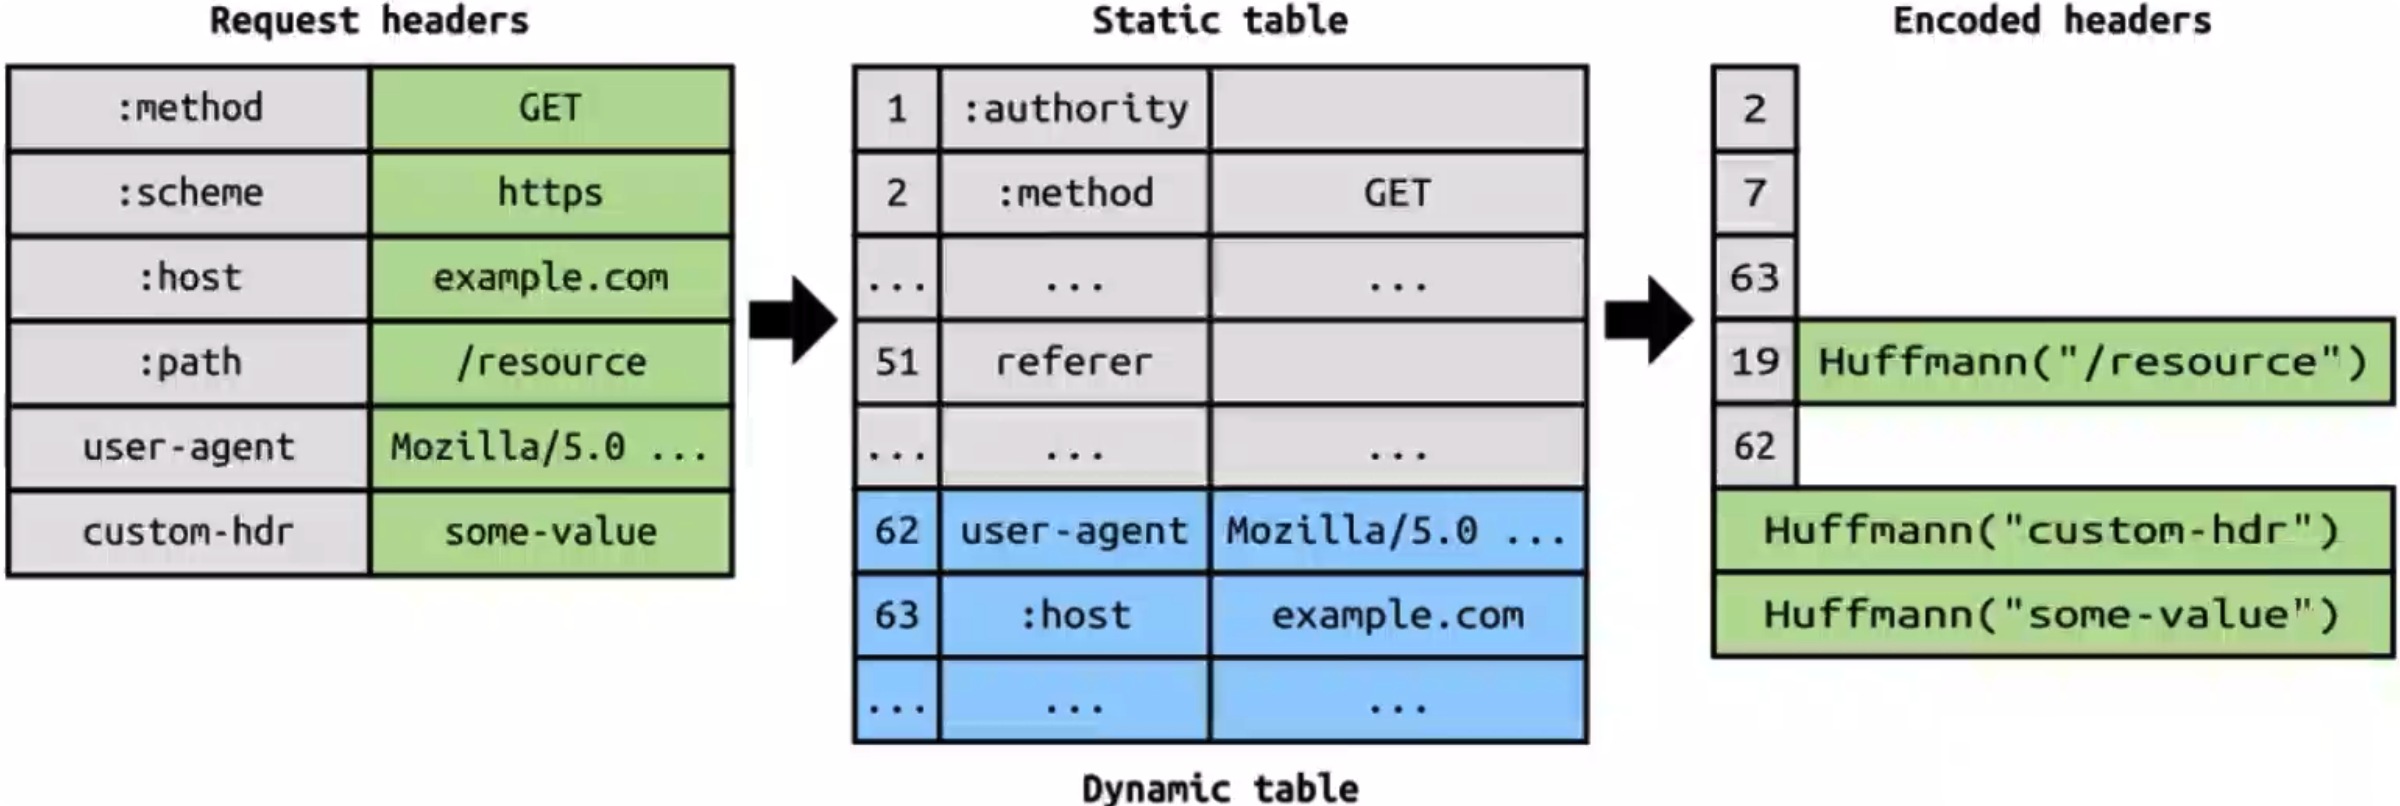 Request headers
:method GET
:scheme https
:host example.com
:path /resource
user-agent Mozilla/5.0 ...
custom-hdr some-value
Static table
1 :authority
2 :method GET
... ... ...
51 referer
... ... ...
62 user-agent Mozilla/5.0 ...
63 :host example.com
... ... ...
Dynamic table
Encoded headers
2
7
63
19 Huffmann("/resource")
62
Huffmann("custom-hdr")
Huffmann("some-value")